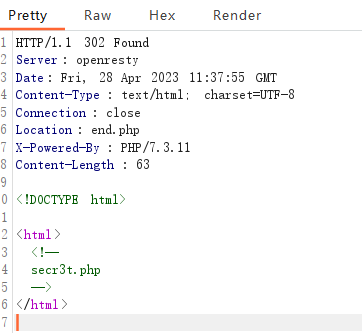 Pretty Raw Hex Render
1 HTTP/1.1 302 Found
2 Server: openresty
3 Date: Fri, 28 Apr 2023 11:37:55 GMT
4 Content-Type: text/html; charset=UTF-8
5 Connection: close
6 Location: end.php
7 X-Powered-By: PHP/7.3.11
8 Content-Length: 63
9
0 <!DOCTYPE html>
1
2 <html>
3 <!--
4 secr3t.php
5 -->
6 </html>
7